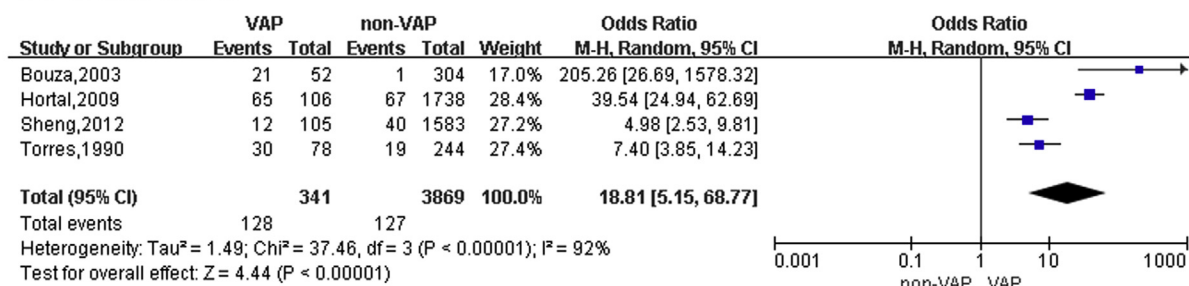 VAP non-VAP Odds Ratio Odds Ratio
Study or Subgroup Events Total Events Total Weight M-H, Random, 95% CI M-H, Random, 95% CI
Bouza,2003 21 52 1 304 17.0% 205.26 [26.69, 1578.32]
Hortal,2009 65 106 67 1738 28.4% 39.54 [24.94, 62.69]
Sheng,2012 12 105 40 1583 27.2% 4.98 [2.53, 9.81]
Torres,1990 30 78 19 244 27.4% 7.40 [3.85, 14.23]
Total (95% CI) 341 3869 100.0% 18.81 [5.15, 68.77]
Total events 128 127
Heterogeneity: Tau² = 1.49; Chi² = 37.46, df = 3 (P < 0.00001); I² = 92%
Test for overall effect: Z = 4.44 (P < 0.00001)
0.001 0.1 1 10 1000
non-VAP VAP